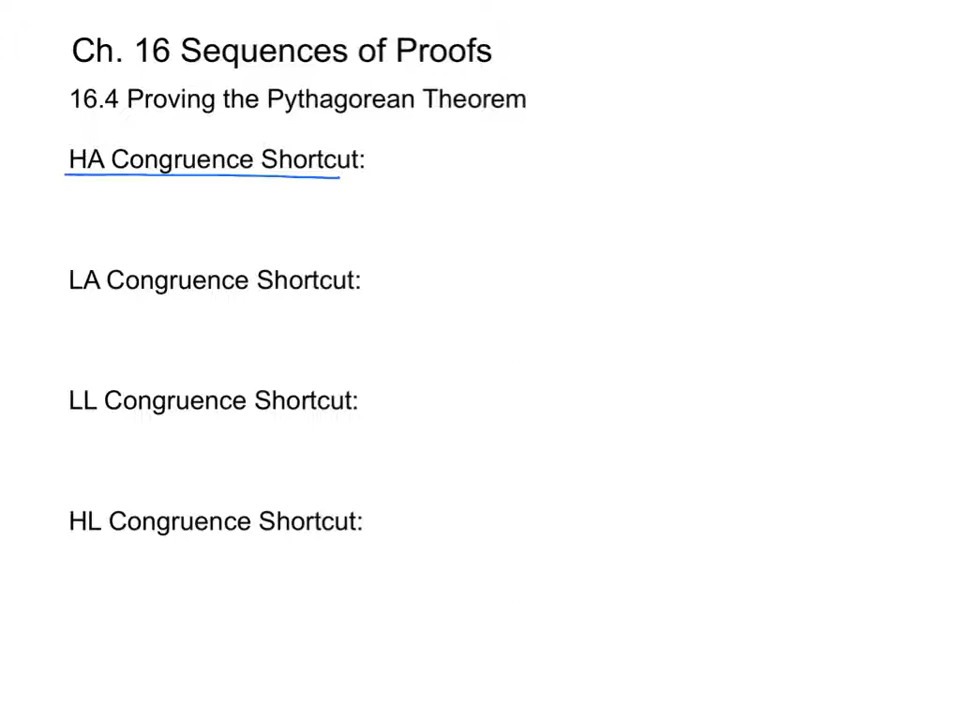 Ch. 16 Sequences of Proofs
16.4 Proving the Pythagorean Theorem
HA Congruence Shortcut:
LA Congruence Shortcut:
LL Congruence Shortcut:
HL Congruence Shortcut: